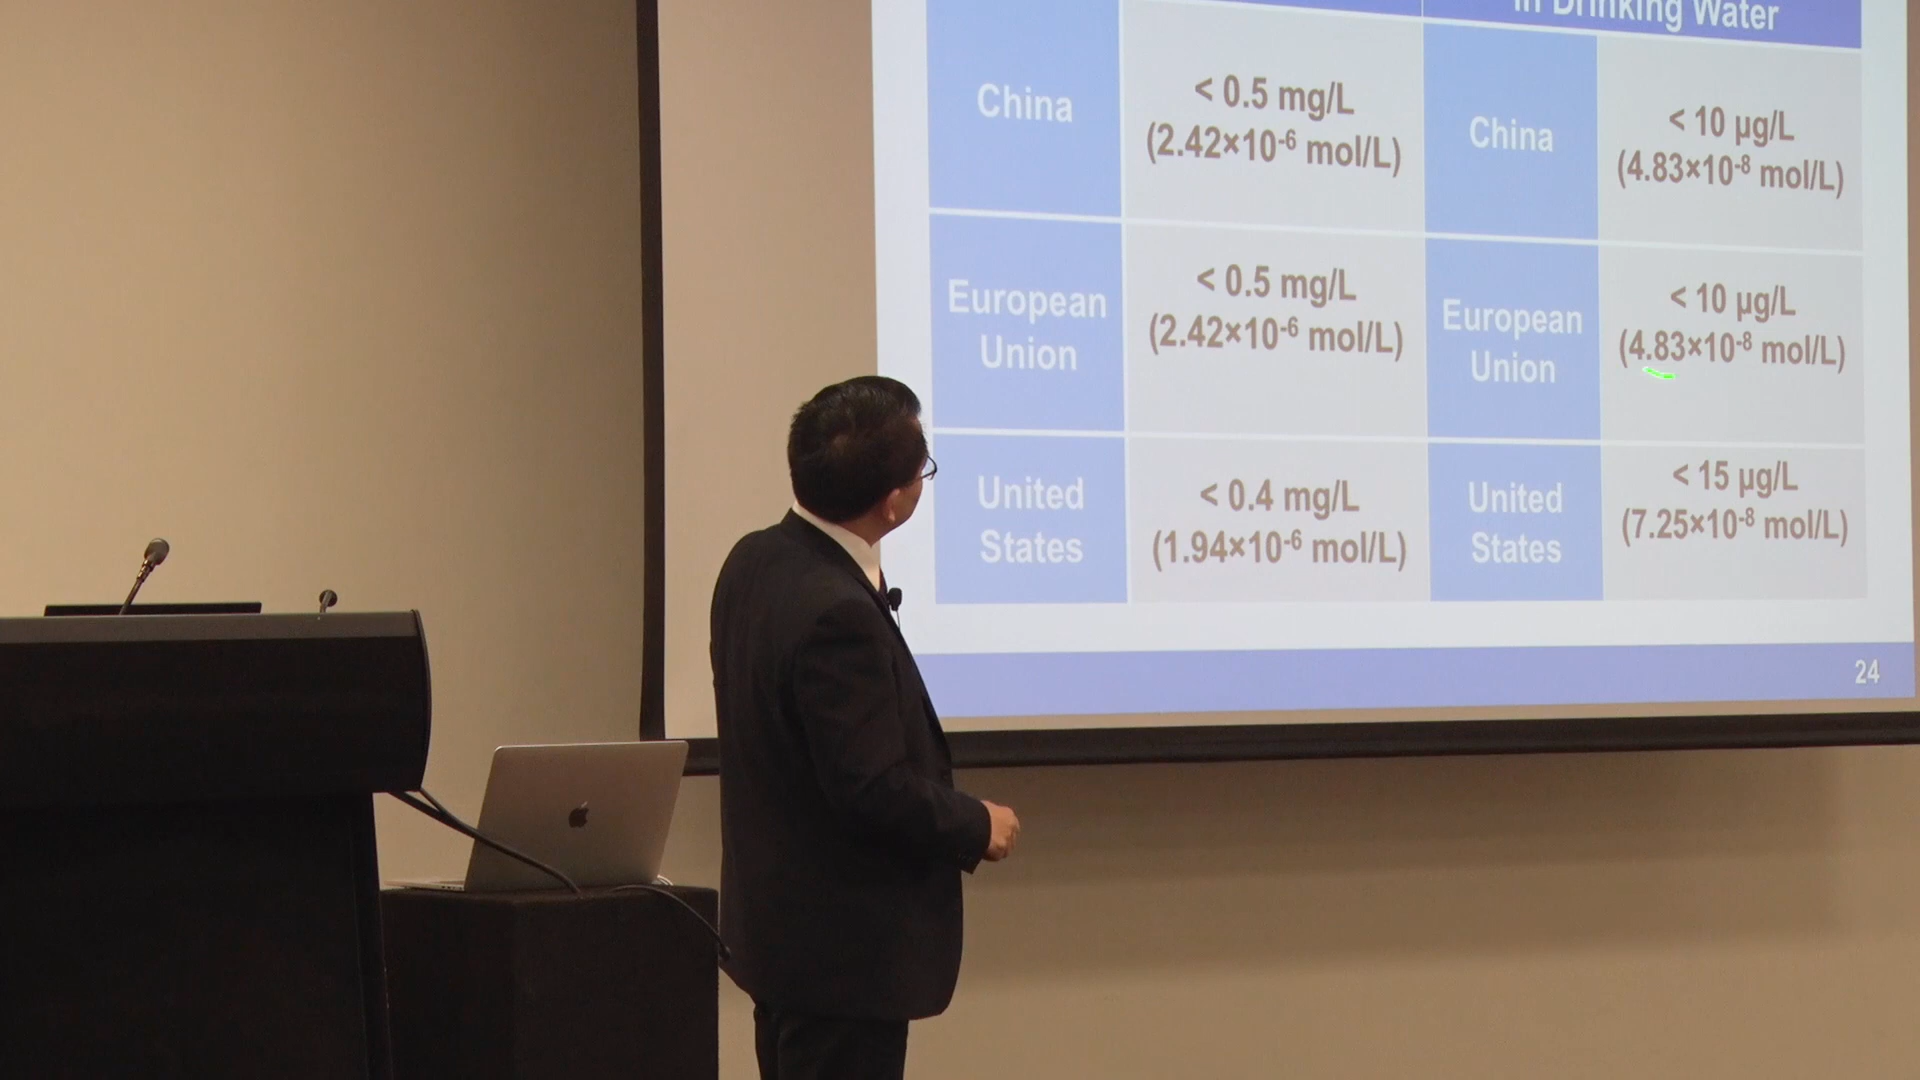 in Drinking Water
China
< 0.5 mg/L
(2.42×10⁻⁶ mol/L)
China
< 10 µg/L
(4.83×10⁻⁸ mol/L)
European
Union
< 0.5 mg/L
(2.42×10⁻⁶ mol/L)
European
Union
< 10 µg/L
(4.83×10⁻⁸ mol/L)
United
States
< 0.4 mg/L
(1.94×10⁻⁶ mol/L)
United
States
< 15 µg/L
(7.25×10⁻⁸ mol/L)
24